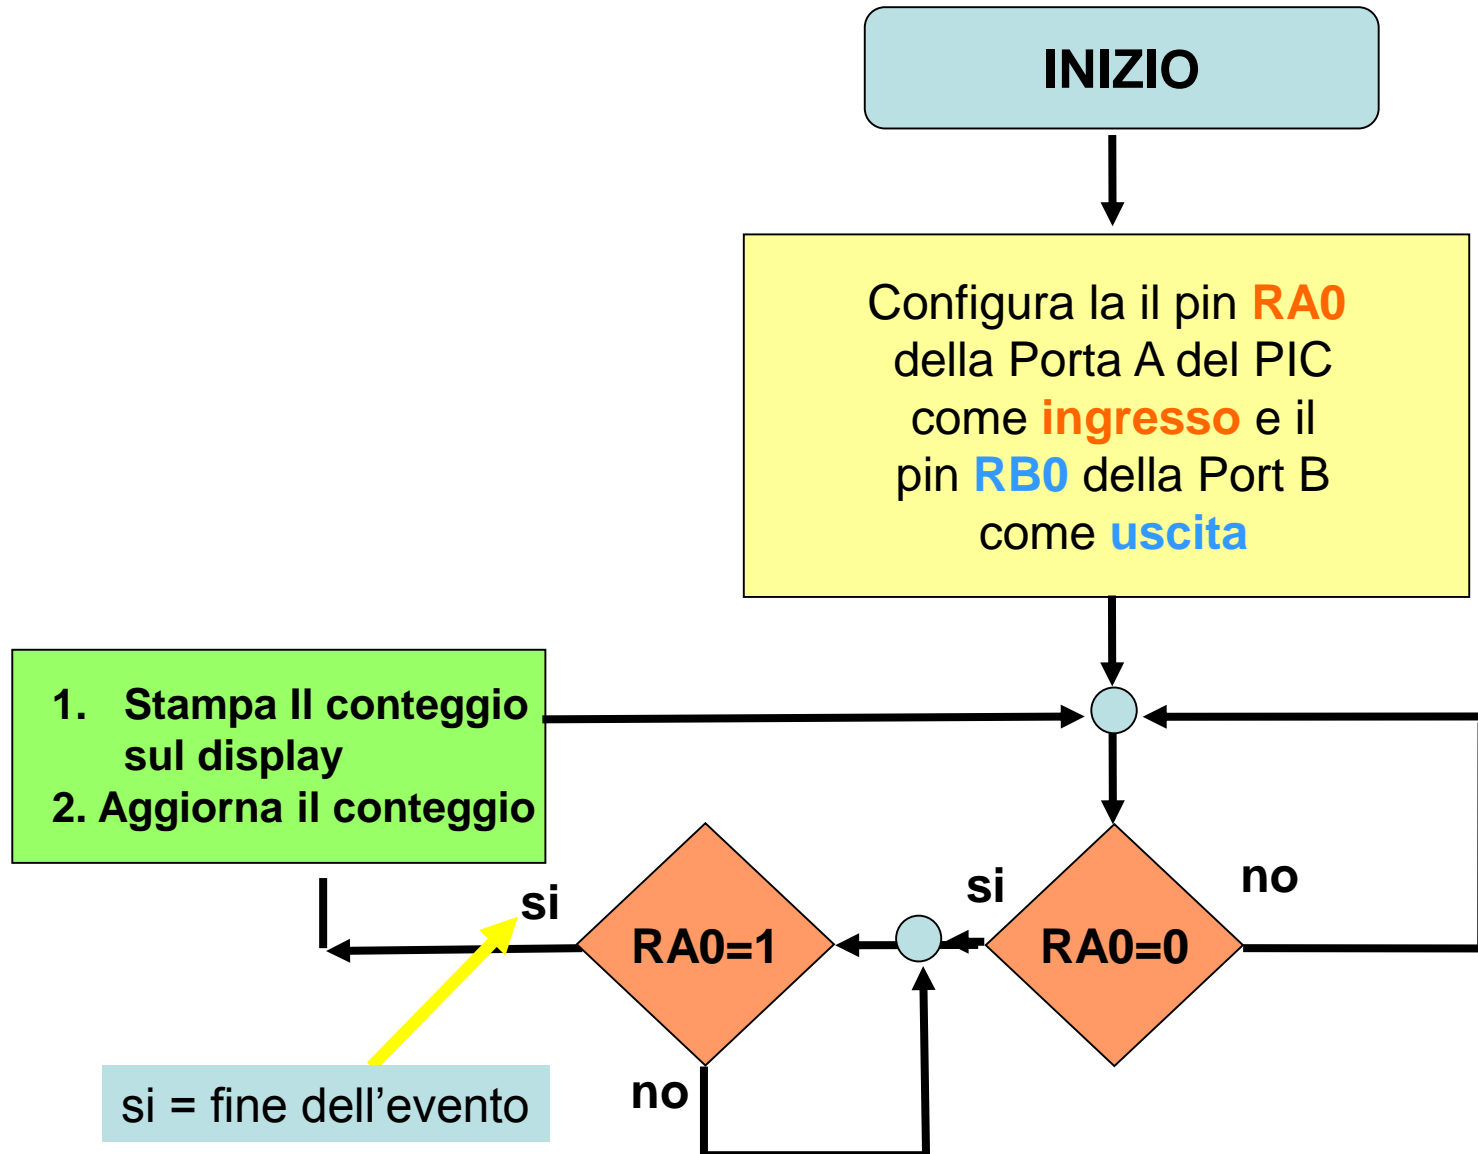 INIZIO
Configura la il pin RA0
della Porta A del PIC
come ingresso e il
pin RB0 della Port B
come uscita
1. Stampa Il conteggio
sul display
2. Aggiorna il conteggio
si
RA0=1
si
RA0=0
no
no
si = fine dell’evento